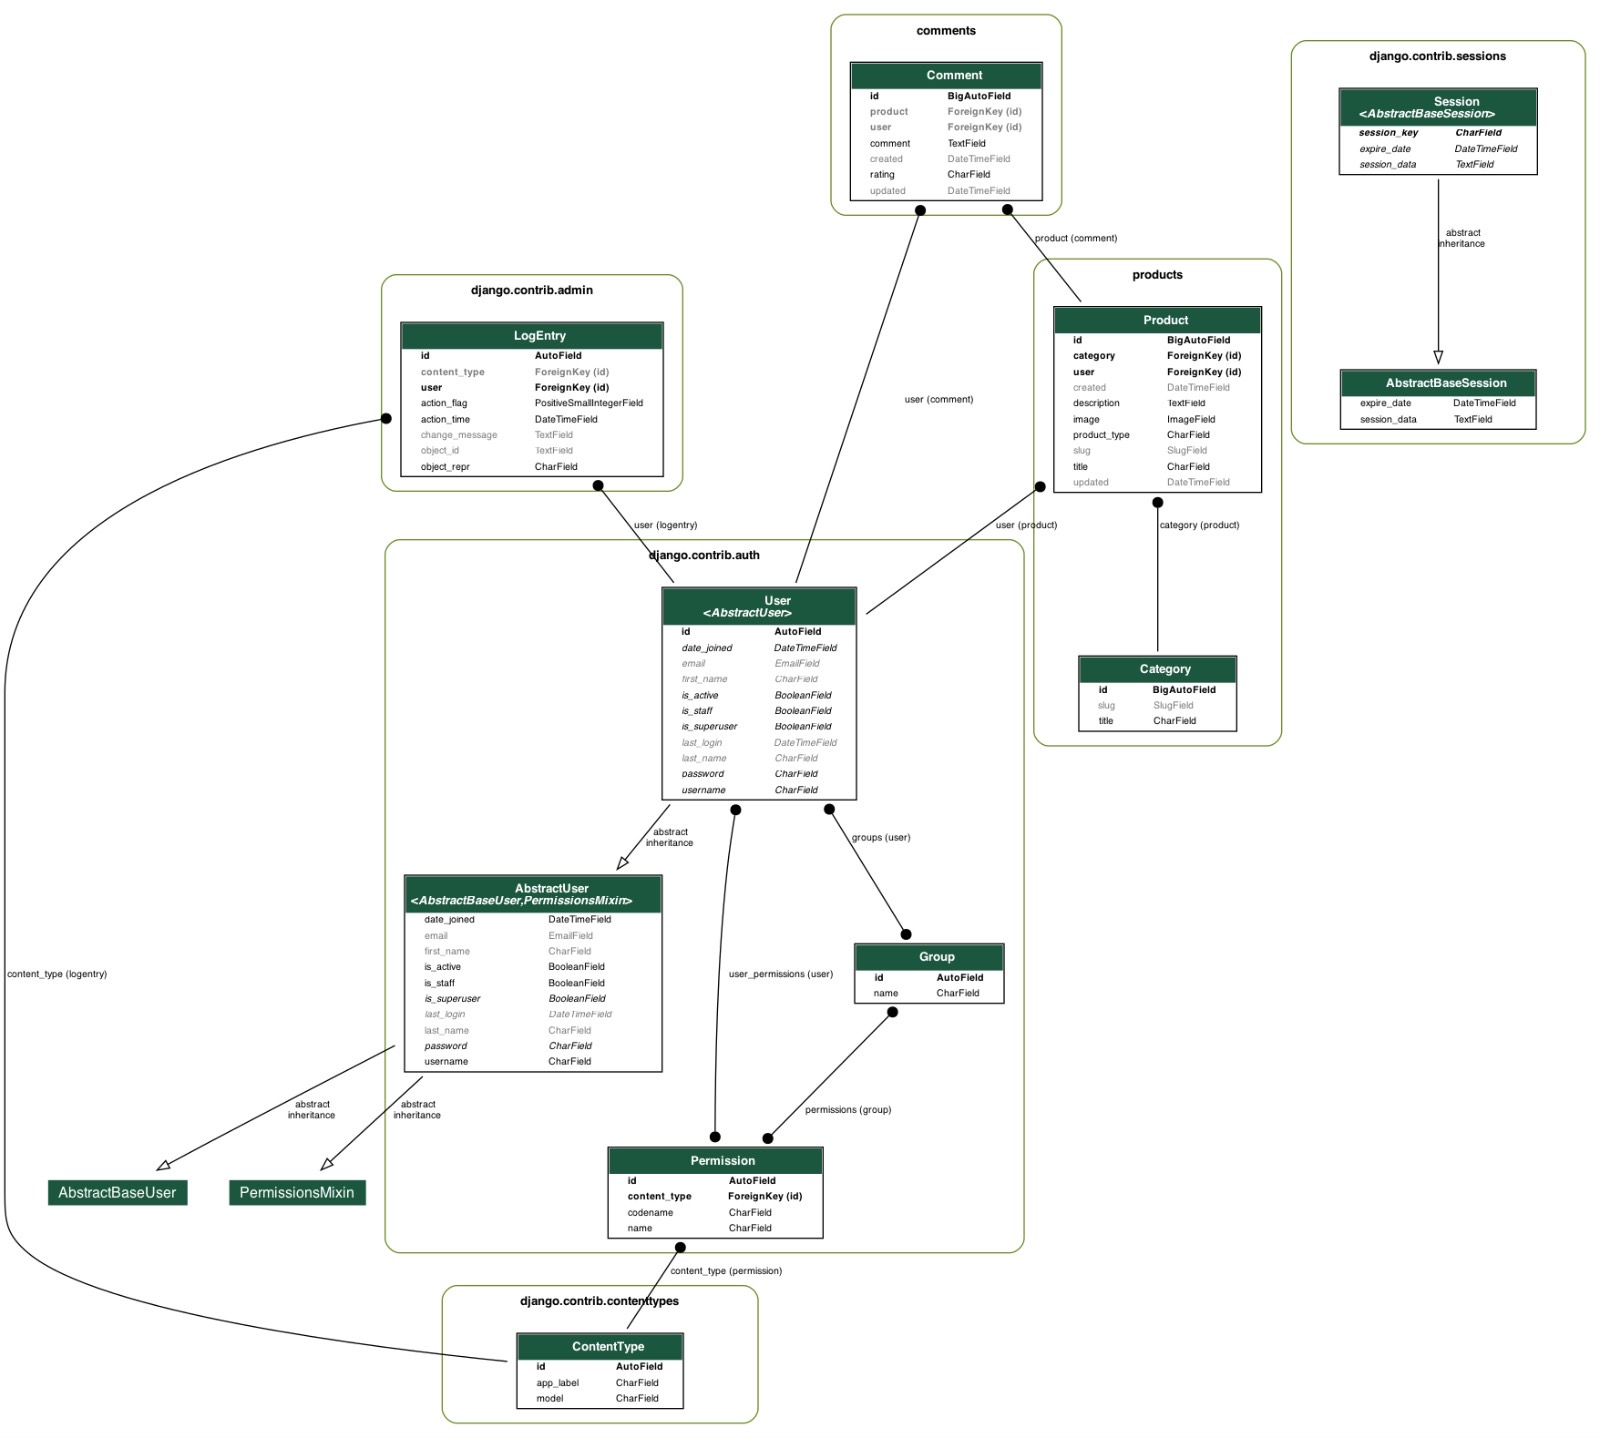 comments
Comment
id BigAutoField
product ForeignKey (id)
user ForeignKey (id)
comment TextField
created DateTimeField
rating CharField
updated DateTimeField
django.contrib.sessions
Session
<AbstractBaseSession>
session_key CharField
expire_date DateTimeField
session_data TextField
abstract
inheritance
AbstractBaseSession
expire_date DateTimeField
session_data TextField
product (comment)
products
Product
id BigAutoField
category ForeignKey (id)
user ForeignKey (id)
created DateTimeField
description TextField
image ImageField
product_type CharField
slug SlugField
title CharField
updated DateTimeField
django.contrib.admin
LogEntry
id AutoField
content_type ForeignKey (id)
user ForeignKey (id)
action_flag PositiveSmallIntegerField
action_time DateTimeField
change_message TextField
object_id TextField
object_repr CharField
user (comment)
user (logentry)
user (product)
category (product)
Category
id BigAutoField
slug SlugField
title CharField
django.contrib.auth
User
<AbstractUser>
id AutoField
date_joined DateTimeField
email EmailField
first_name CharField
is_active BooleanField
is_staff BooleanField
is_superuser BooleanField
last_login DateTimeField
last_name CharField
password CharField
username CharField
abstract
inheritance
groups (user)
AbstractUser
<AbstractBaseUser,PermissionsMixin>
date_joined DateTimeField
email EmailField
first_name CharField
is_active BooleanField
is_staff BooleanField
is_superuser BooleanField
last_login DateTimeField
last_name CharField
password CharField
username CharField
content_type (logentry)
user_permissions (user)
Group
id AutoField
name CharField
abstract
inheritance
abstract
inheritance
permissions (group)
AbstractBaseUser
PermissionsMixin
Permission
id AutoField
content_type ForeignKey (id)
codename CharField
name CharField
content_type (permission)
django.contrib.contenttypes
ContentType
id AutoField
app_label CharField
model CharField